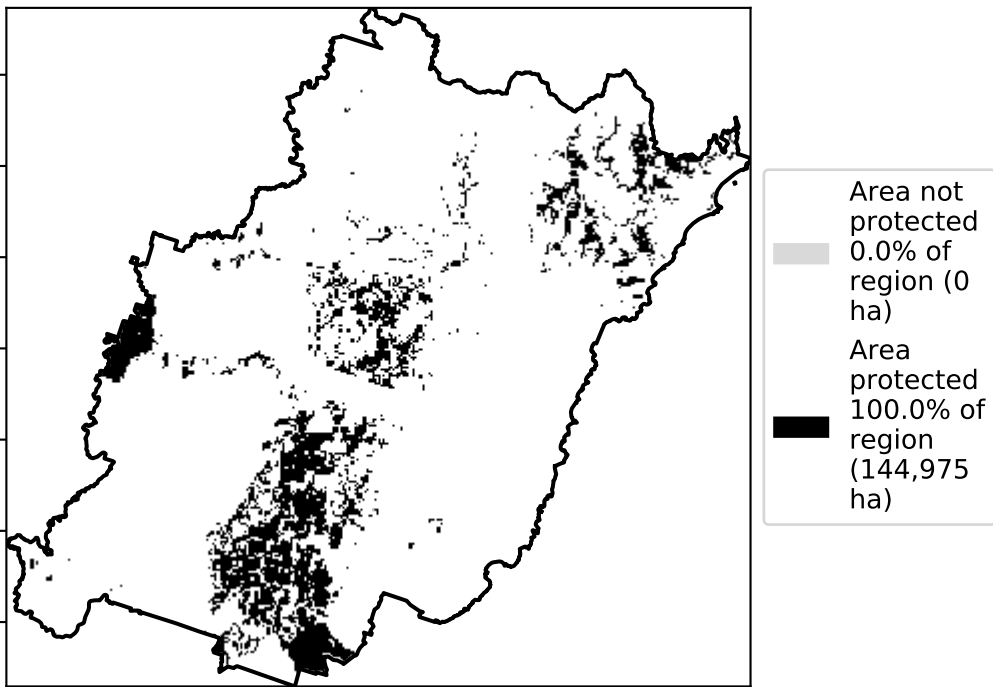 Area not
protected
0.0% of
region (0
ha)
Area
protected
100.0% of
region
(144,975
ha)